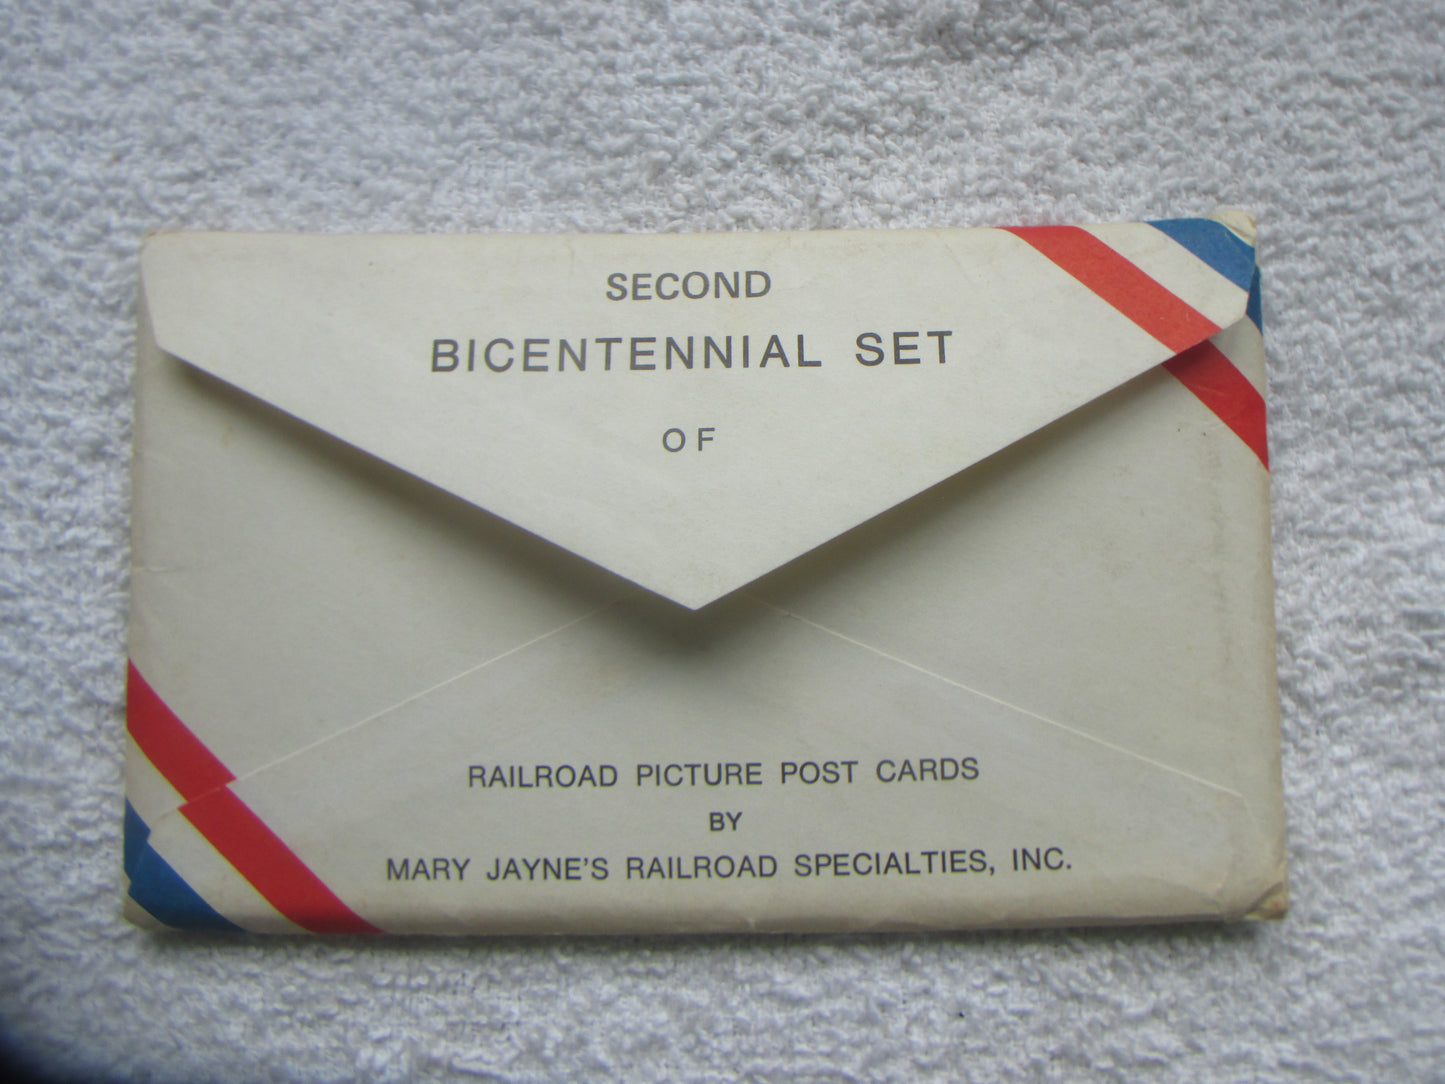 SECOND
BICENTENNIAL SET
OF
RAILROAD PICTURE POST CARDS
BY
MARY JAYNE'S RAILROAD SPECIALTIES, INC.